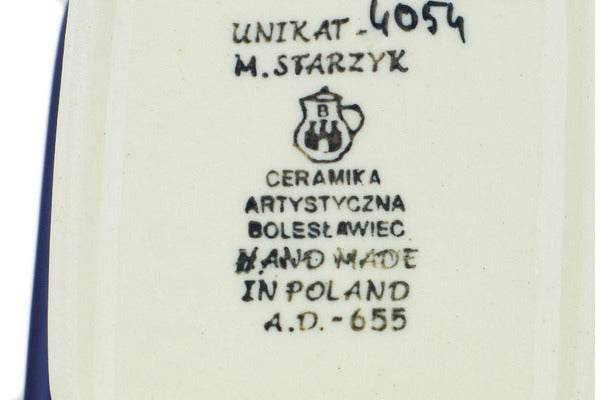 UNIKAT - 4054
M. STARZYK
B
CERAMIKA
ARTYSTYCZNA
BOLESŁAWIEC
HAND MADE
IN POLAND
A.D. - 655